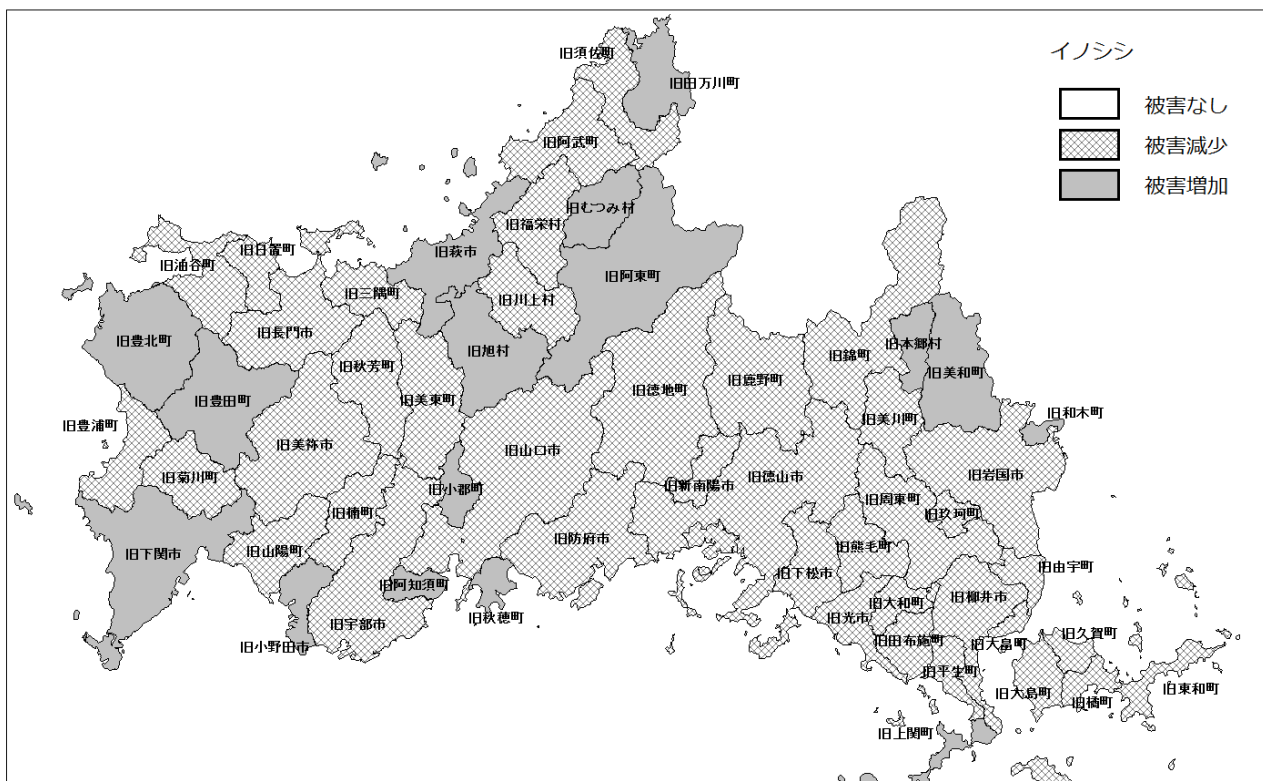 イノシシ
被害なし
被害減少
被害増加
旧須佐町
旧田万川町
旧阿武町
旧むつみ村
旧福栄村
旧日置町
旧萩市
旧油谷町
旧阿東町
旧三隅町
旧川上村
旧長門市
旧豊北町
旧本郷村
旧旭村
旧錦町
旧秋芳町
旧美和町
旧鹿野町
旧徳地町
旧豊田町
旧美東町
旧和木町
旧美川町
旧豊浦町
旧美祢市
旧山口市
旧岩国市
旧菊川町
旧徳山市
旧新南陽市
旧小郡町
旧周東町
旧楠町
旧玖珂町
旧防府市
旧熊毛町
旧山陽町
旧下関市
旧由宇町
旧下松市
旧阿知須町
旧柳井市
旧大和町
旧秋穂町
旧宇部市
旧光市
旧久賀町
旧田布施町
旧大畠町
旧小野田市
旧平生町
旧東和町
旧大島町
旧橘町
旧上関町